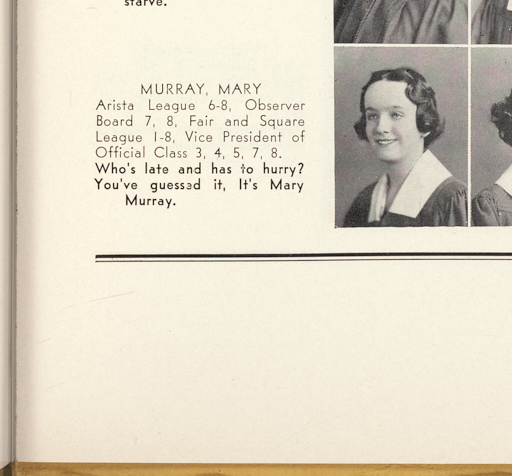 starve.
MURRAY, MARY
Arista League 6-8, Observer
Board 7, 8, Fair and Square
League 1-8, Vice President of
Official Class 3, 4, 5, 7, 8.
Who's late and has to hurry?
You've guessed it, It's Mary
Murray.